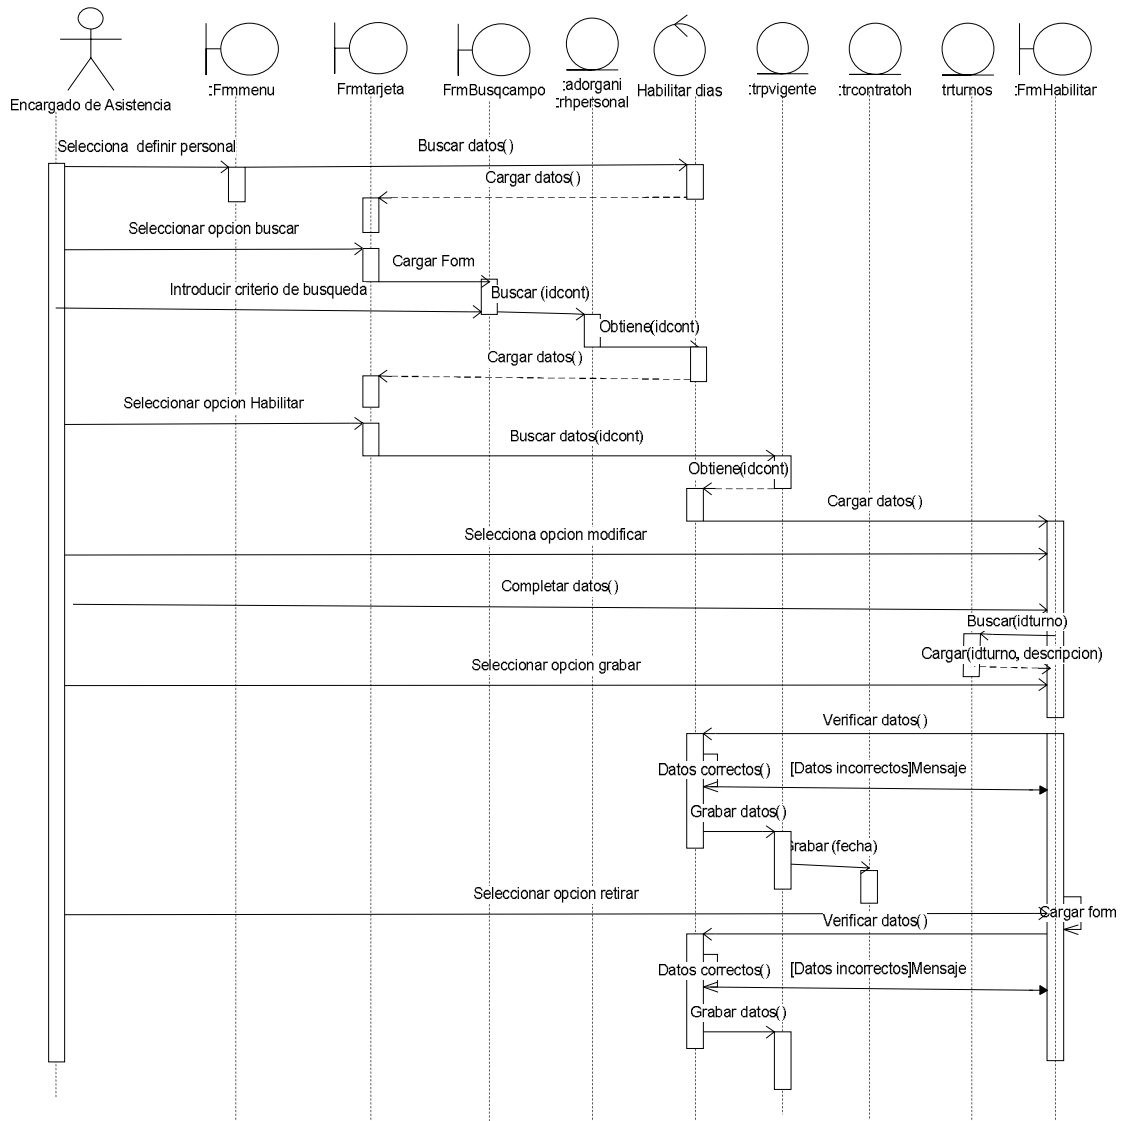 Encargado de Asistencia
:Frmmenu
Frmtarjeta
FrmBusqcampo
:adorgani
:rhpersonal
Habilitar dias
:trpvigente
:trcontratoh
trturnos
:FrmHabilitar
Selecciona definir personal
Buscar datos()
Cargar datos()
Seleccionar opcion buscar
Cargar Form
Introducir criterio de busqueda
Buscar (idcont)
Obtiene(idcont)
Cargar datos()
Seleccionar opcion Habilitar
Buscar datos(idcont)
Obtiene(idcont)
Cargar datos()
Selecciona opcion modificar
Completar datos()
Buscar(idturno)
Cargar(idturno, descripcion)
Seleccionar opcion grabar
Verificar datos()
Datos correctos()
[Datos incorrectos]Mensaje
Grabar datos()
Grabar (fecha)
Seleccionar opcion retirar
Cargar form
Verificar datos()
Datos correctos()
[Datos incorrectos]Mensaje
Grabar datos()